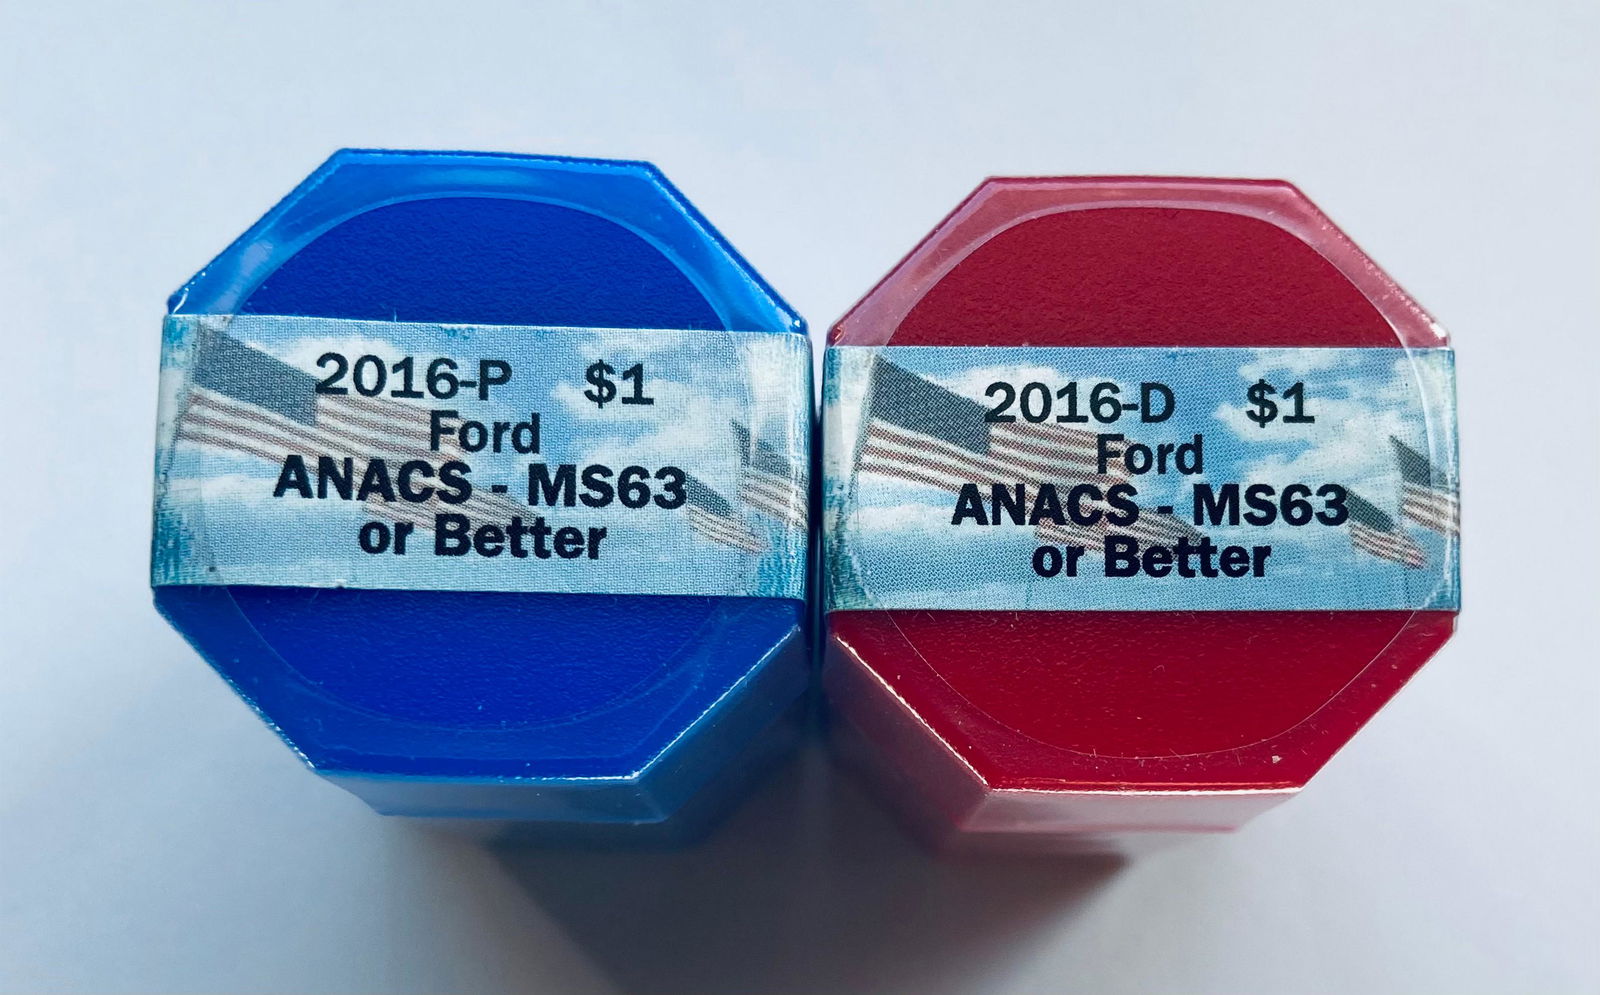 2016-P $1
Ford
ANACS - MS63
or Better
2016-D $1
Ford
ANACS - MS63
or Better